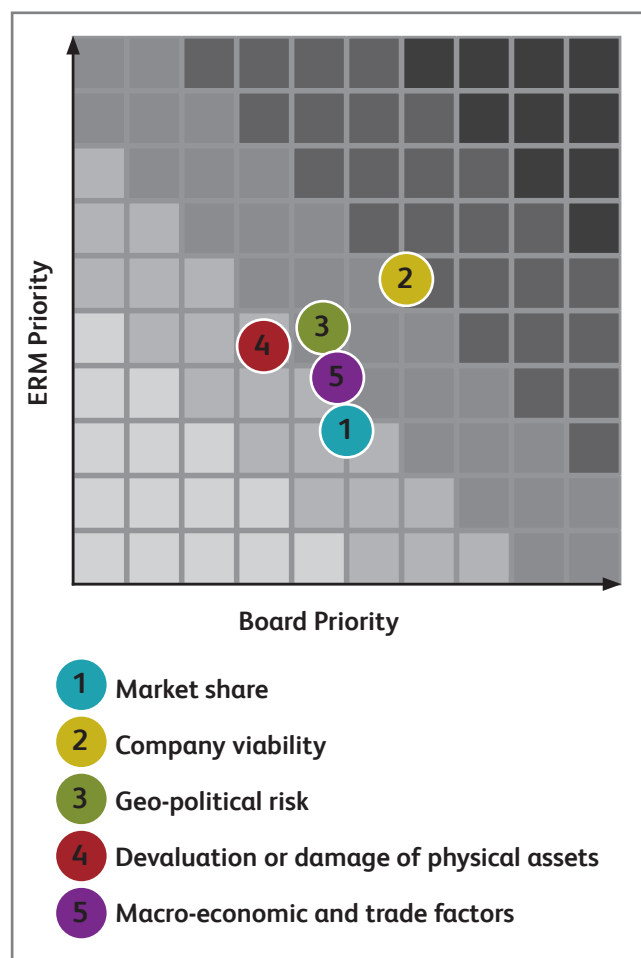 ERM Priority
2
3
4
5
1
Board Priority
1 Market share
2 Company viability
3 Geo-political risk
4 Devaluation or damage of physical assets
5 Macro-economic and trade factors